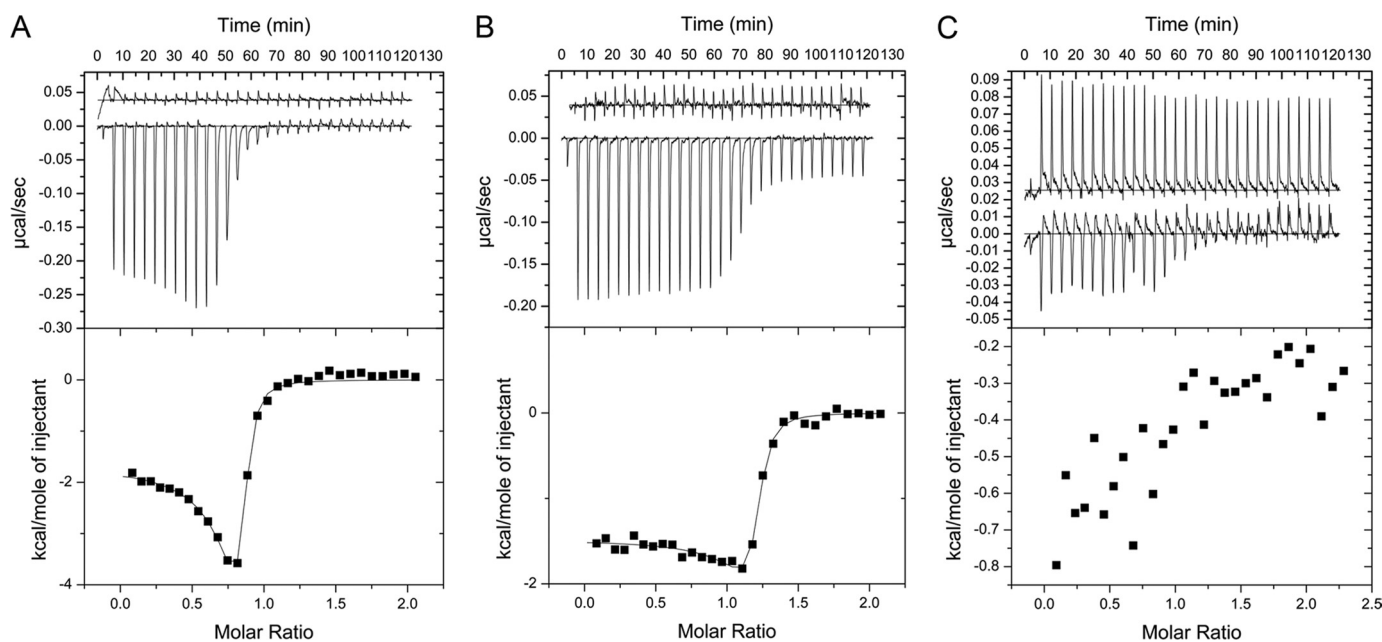 A
Time (min)
0 10 20 30 40 50 60 70 80 90 100 110 120 130
0.05
0.00
-0.05
-0.10
-0.15
-0.20
-0.25
-0.30
µcal/sec
0
-2
-4
kcal/mole of injectant
0.0 0.5 1.0 1.5 2.0
Molar Ratio
B
Time (min)
0 10 20 30 40 50 60 70 80 90 100 110 120 130
0.05
0.00
-0.05
-0.10
-0.15
-0.20
µcal/sec
0
-2
kcal/mole of injectant
0.0 0.5 1.0 1.5 2.0
Molar Ratio
C
Time (min)
0 10 20 30 40 50 60 70 80 90 100 110 120 130
0.09
0.08
0.07
0.06
0.05
0.04
0.03
0.02
0.01
0.00
-0.01
-0.02
-0.03
-0.04
-0.05
µcal/sec
-0.2
-0.3
-0.4
-0.5
-0.6
-0.7
-0.8
kcal/mole of injectant
0.0 0.5 1.0 1.5 2.0 2.5
Molar Ratio